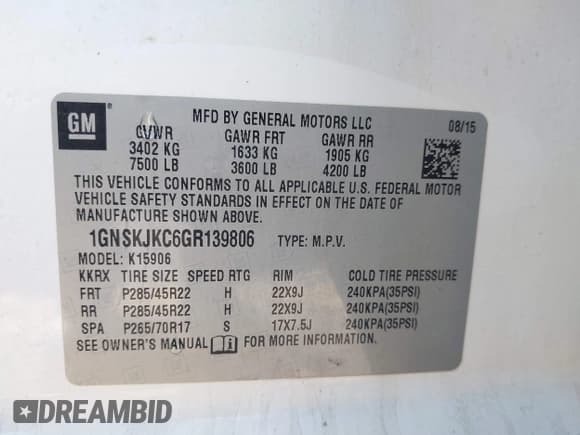 GM
MFD BY GENERAL MOTORS LLC 08/15
GVWR GAWR FRT GAWR RR
3402 KG 1633 KG 1905 KG
7500 LB 3600 LB 4200 LB
THIS VEHICLE CONFORMS TO ALL APPLICABLE U.S. FEDERAL MOTOR
VEHICLE SAFETY STANDARDS IN EFFECT ON THE DATE OF
MANUFACTURE SHOWN ABOVE.
1GNSKJKC6GR139806 TYPE: M.P.V.
MODEL: K15906
KKRX TIRE SIZE SPEED RTG RIM COLD TIRE PRESSURE
FRT P285/45R22 H 22X9J 240KPA(35PSI)
RR P285/45R22 H 22X9J 240KPA(35PSI)
SPA P265/70R17 S 17X7.5J 240KPA(35PSI)
SEE OWNER'S MANUAL FOR MORE INFORMATION.
DREAMBID